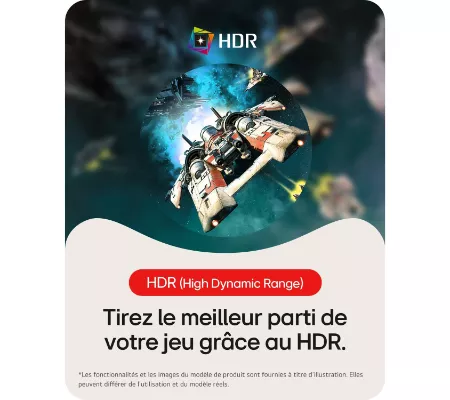 HDR
HDR (High Dynamic Range)
Tirez le meilleur parti de
votre jeu grâce au HDR.
*Les fonctionnalités et les images du modèle de produit sont fournies à titre d'illustration. Elles
peuvent différer de l'utilisation et du modèle réels.